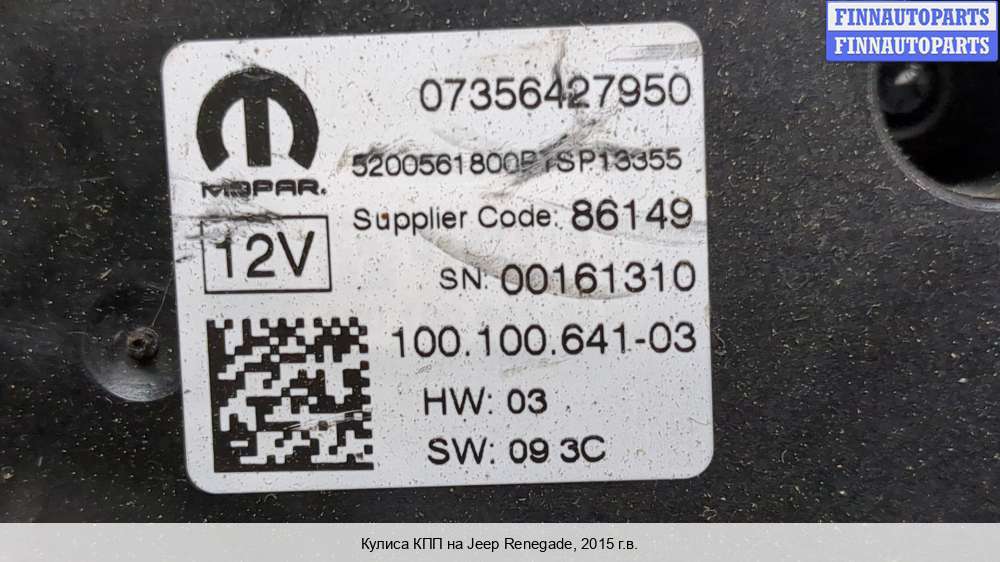 FINNAUTOPARTS
FINNAUTOPARTS
07356427950
MOPAR.
12V
Supplier Code: 86149
SN: 00161310
100.100.641-03
HW: 03
SW: 09 3C
Кулиса КПП на Jeep Renegade, 2015 г.в.